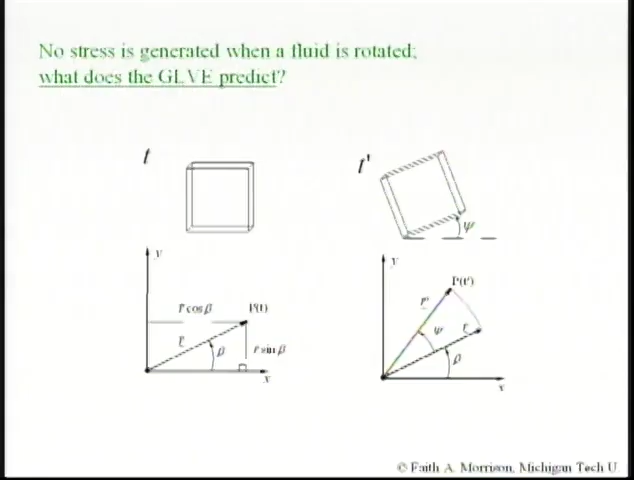 No stress is generated when a fluid is rotated;
what does the GLVE predict?
t
t'
ψ
y
r cos β
P(t)
r
β
r sin β
x
y
P(t')
r'
ψ
r
β
x
© Faith A. Morrison, Michigan Tech U.